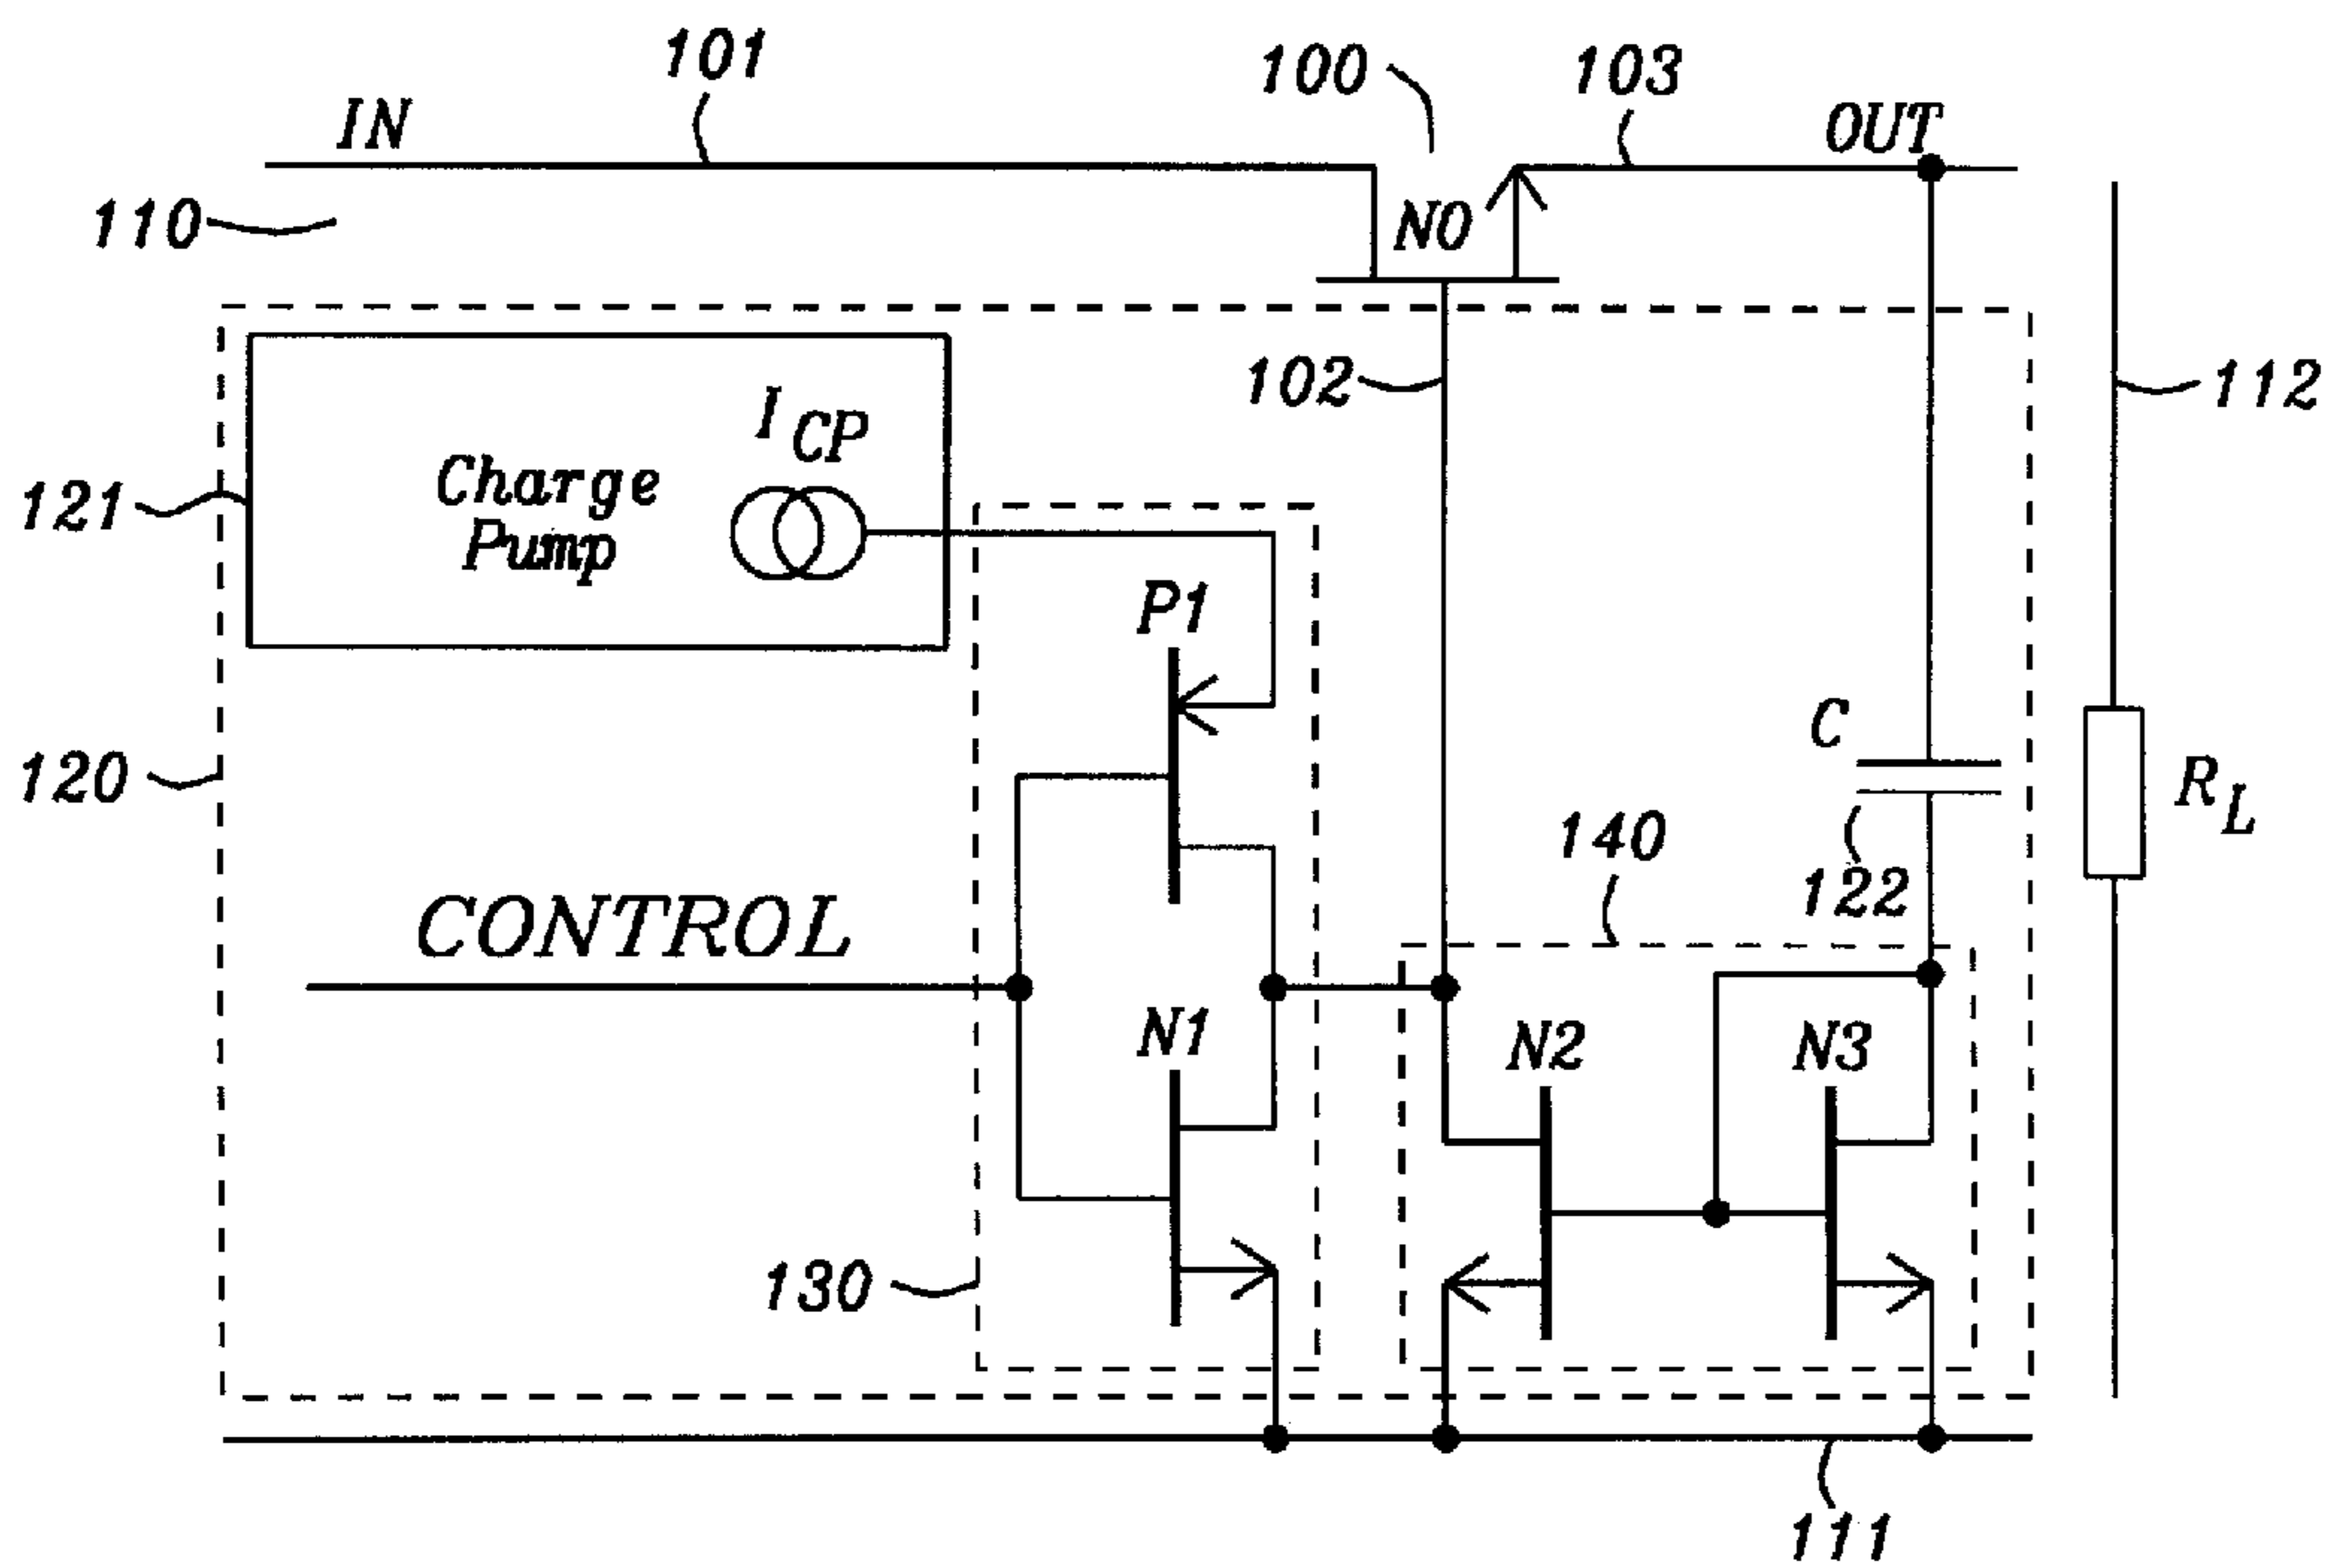 101
100
103
IN
OUT
110
N0
102
112
I CP
Charge
Pump
121
P1
C
R L
120
140
122
CONTROL
N1
N2
N3
130
111